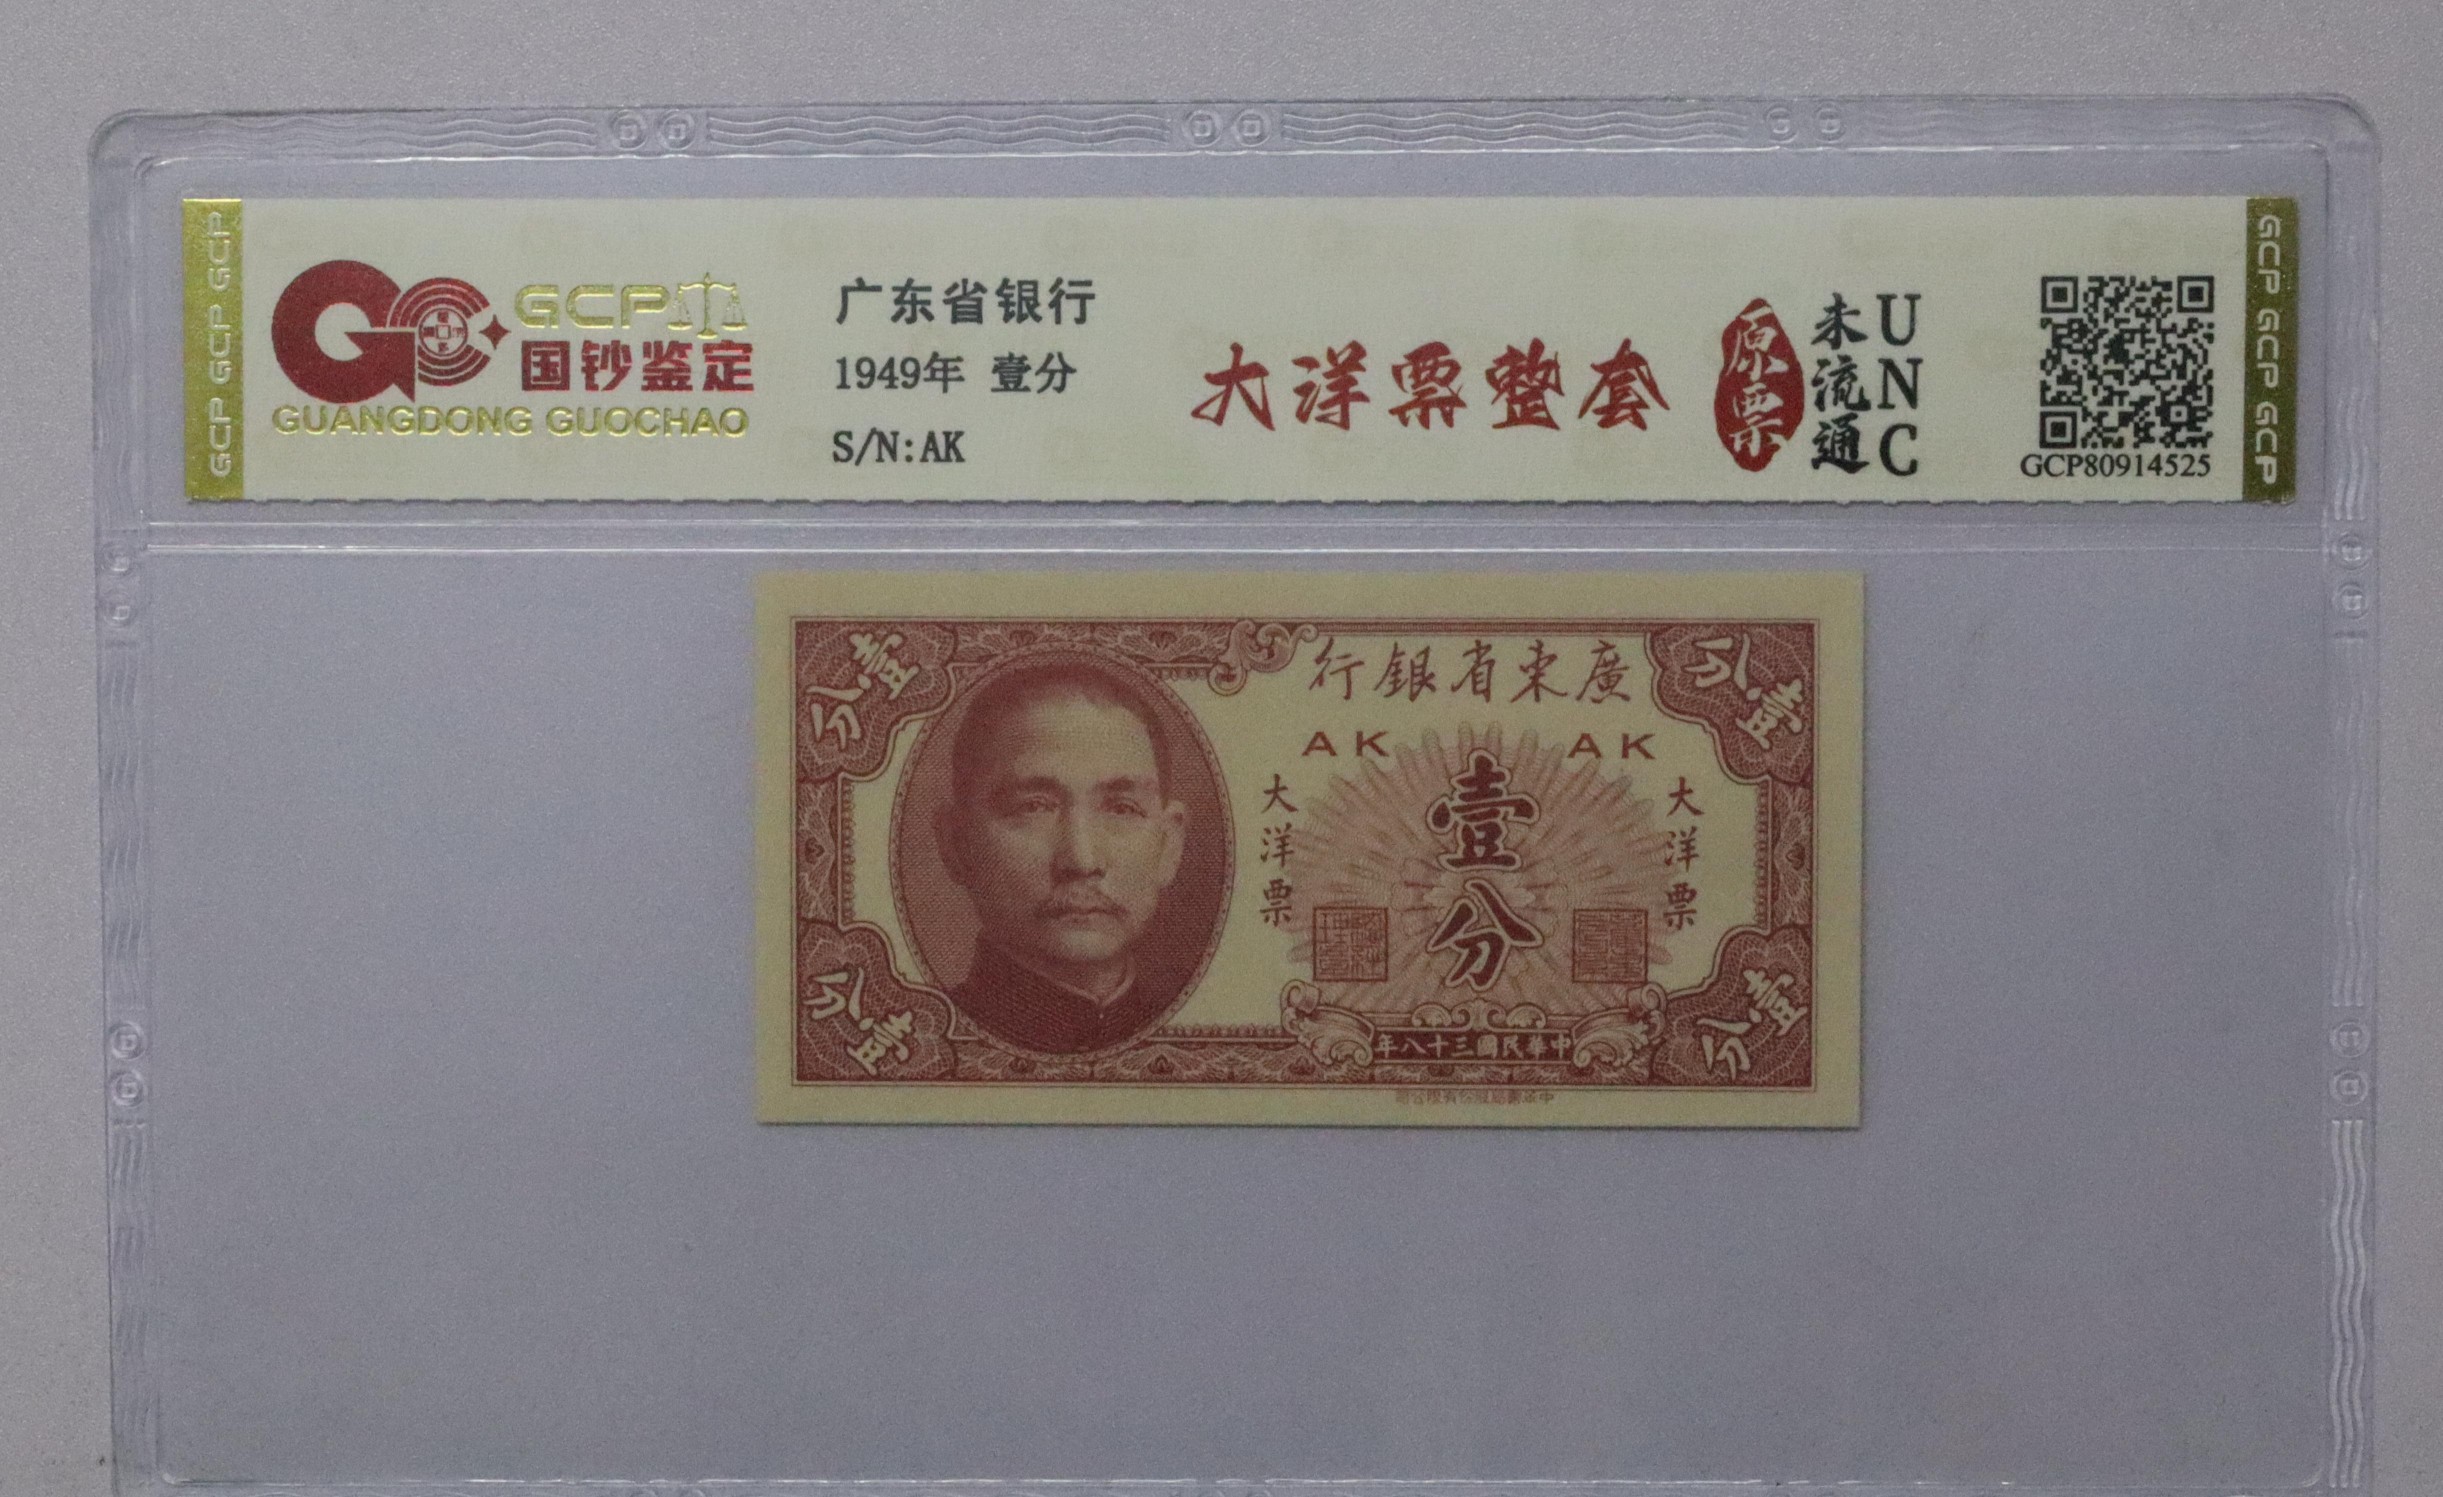 GCP GCP GCP
GCP
国钞鉴定
GUANGDONG GUOCHAO
广东省银行
1949年 壹分
S/N:AK
大洋票整套
原票
未流通
UNC
GCP80914525
GCP GCP GCP
廣東省銀行
AK AK
壹分
壹分
大洋票
壹分
大洋票
壹分
壹分
中華民國三十八年